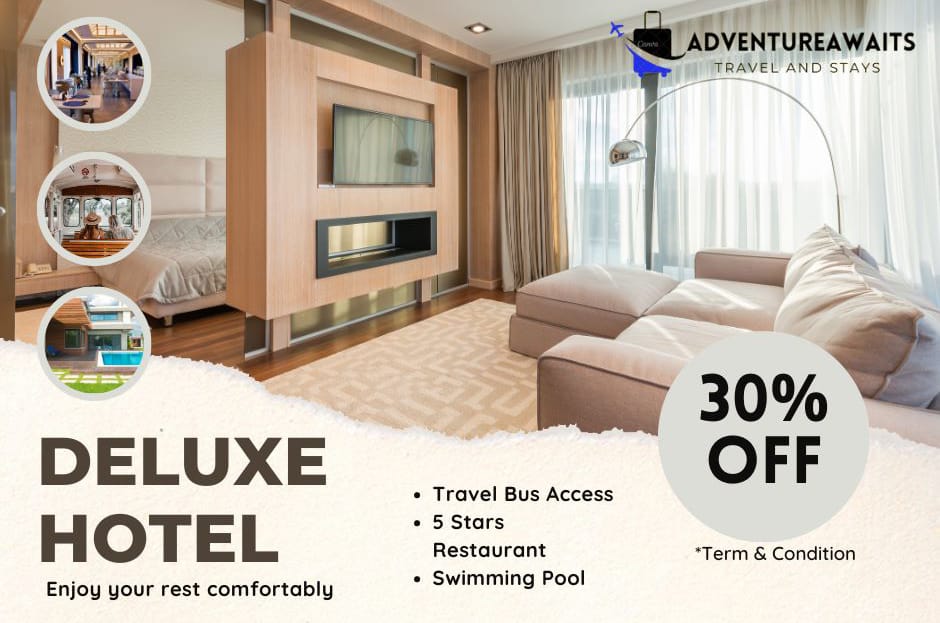 Canva
ADVENTUREAWAITS
TRAVEL AND STAYS
30%
OFF
*Term & Condition
DELUXE
HOTEL
Enjoy your rest comfortably
• Travel Bus Access
• 5 Stars
Restaurant
• Swimming Pool